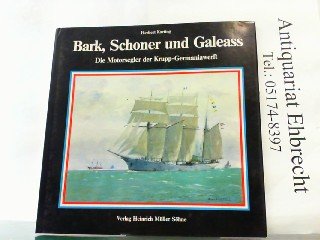 Herbert Karting
Bark, Schoner und Galeass
Die Motorsegler der Krupp-Germaniawerft
Verlag Heinrich Möller Söhne
Antiquariat Ehbrecht
Tel.: 05174-8397